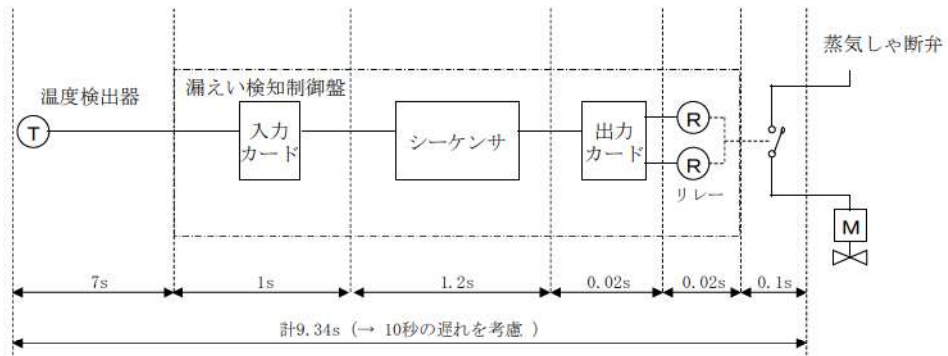 蒸気しゃ断弁
漏えい検知制御盤
温度検出器
T
入力
カード
シーケンサ
出力
カード
R
R
リレー
M
7s
1s
1.2s
0.02s
0.02s
0.1s
計9.34s (→ 10秒の遅れを考慮 )